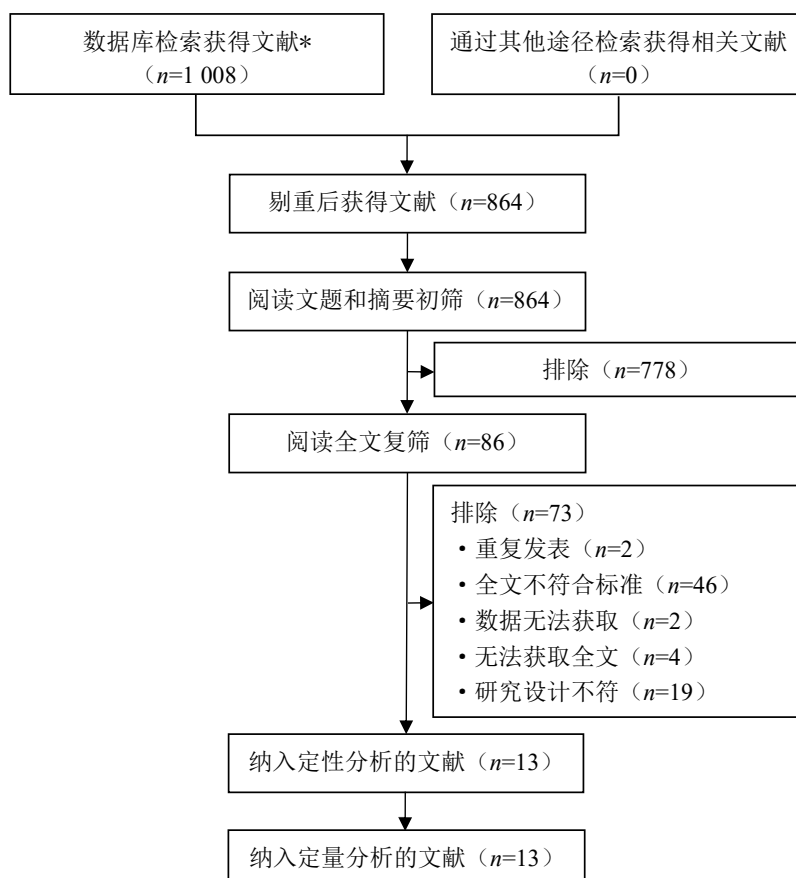 数据库检索获得文献*
（n=1 008）
通过其他途径检索获得相关文献
（n=0）
剔重后获得文献（n=864）
阅读文题和摘要初筛（n=864）
排除（n=778）
阅读全文复筛（n=86）
排除（n=73）
·重复发表（n=2）
·全文不符合标准（n=46）
·数据无法获取（n=2）
·无法获取全文（n=4）
·研究设计不符（n=19）
纳入定性分析的文献（n=13）
纳入定量分析的文献（n=13）